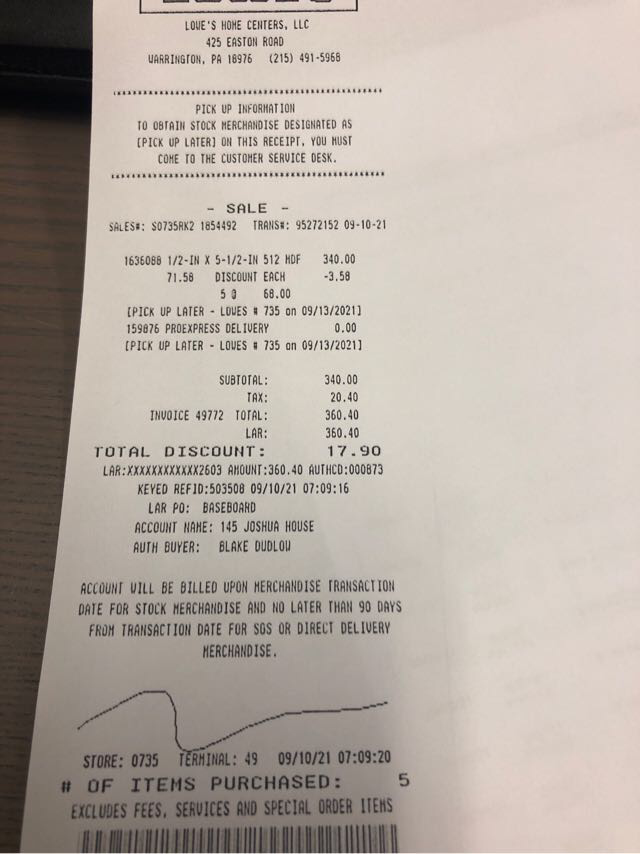 LOWE'S HOME CENTERS, LLC
425 EASTON ROAD
WARRINGTON, PA 18976 (215) 491-5968
PICK UP INFORMATION
TO OBTAIN STOCK MERCHANDISE DESIGNATED AS
[PICK UP LATER] ON THIS RECEIPT, YOU MUST
COME TO THE CUSTOMER SERVICE DESK.
- SALE -
SALES#: S0735RK2 1854492 TRANS#: 95272152 09-10-21
1636088 1/2-IN X 5-1/2-IN 512 MDF 340.00
71.58 DISCOUNT EACH -3.58
5 @ 68.00
[PICK UP LATER - LOWES # 735 on 09/13/2021]
159876 PROEXPRESS DELIVERY 0.00
[PICK UP LATER - LOWES # 735 on 09/13/2021]
SUBTOTAL: 340.00
TAX: 20.40
INVOICE 49772 TOTAL: 360.40
LAR: 360.40
TOTAL DISCOUNT: 17.90
LAR:XXXXXXXXXXXX2603 AMOUNT:360.40 AUTHCD:000873
KEYED REFID:503508 09/10/21 07:09:16
LAR PO: BASEBOARD
ACCOUNT NAME: 145 JOSHUA HOUSE
AUTH BUYER: BLAKE DUDLOW
ACCOUNT WILL BE BILLED UPON MERCHANDISE TRANSACTION
DATE FOR STOCK MERCHANDISE AND NO LATER THAN 90 DAYS
FROM TRANSACTION DATE FOR SOS OR DIRECT DELIVERY
MERCHANDISE.
STORE: 0735 TERMINAL: 49 09/10/21 07:09:20
# OF ITEMS PURCHASED: 5
EXCLUDES FEES, SERVICES AND SPECIAL ORDER ITEMS